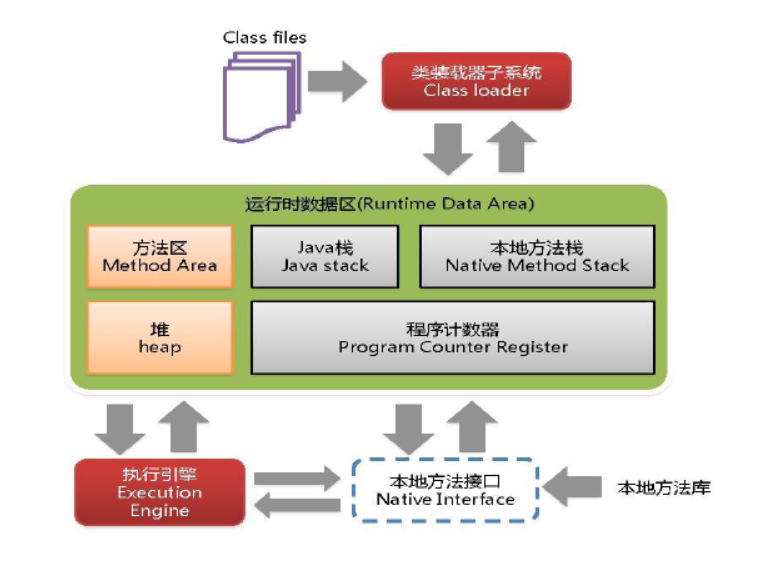 Class files
类装载器子系统
Class loader
运行时数据区(Runtime Data Area)
方法区
Method Area
Java栈
Java stack
本地方法栈
Native Method Stack
堆
heap
程序计数器
Program Counter Register
执行引擎
Execution
Engine
本地方法接口
Native Interface
本地方法库